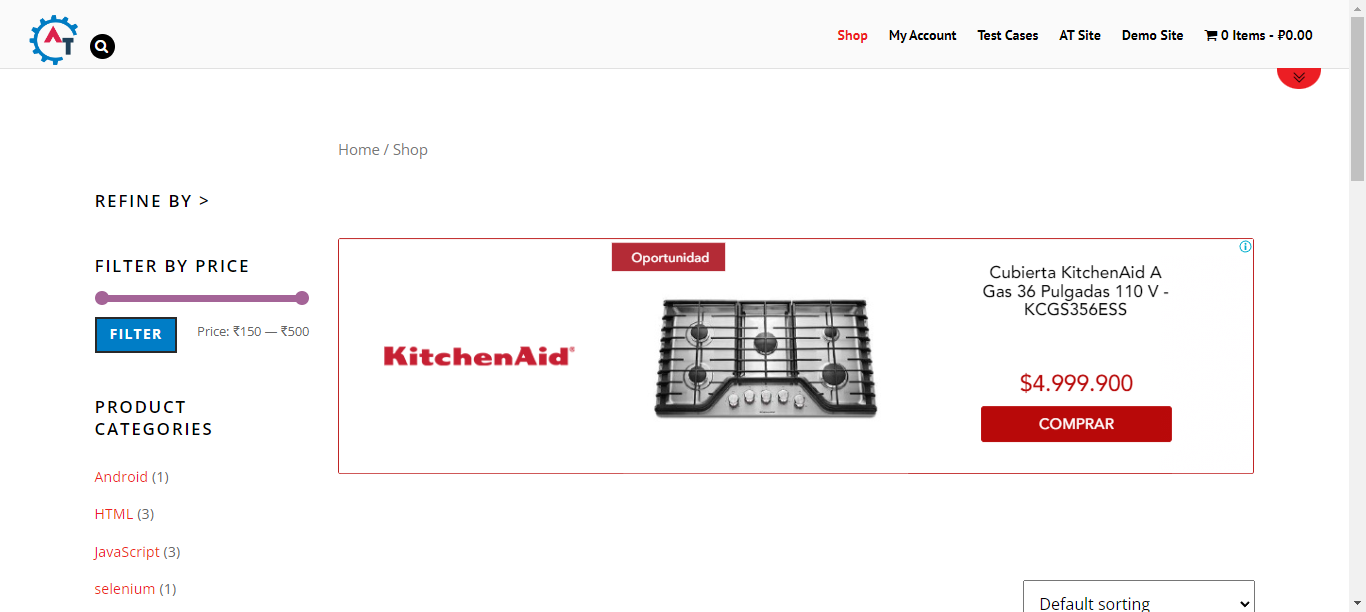 AT
Shop
My Account
Test Cases
AT Site
Demo Site
0 Items - ₽0.00
Home / Shop
REFINE BY >
FILTER BY PRICE
FILTER
Price: ₹150 — ₹500
PRODUCT
CATEGORIES
Android (1)
HTML (3)
JavaScript (3)
selenium (1)
Oportunidad
KitchenAid®
Cubierta KitchenAid A
Gas 36 Pulgadas 110 V -
KCGS356ESS
$4.999.900
COMPRAR
Default sorting